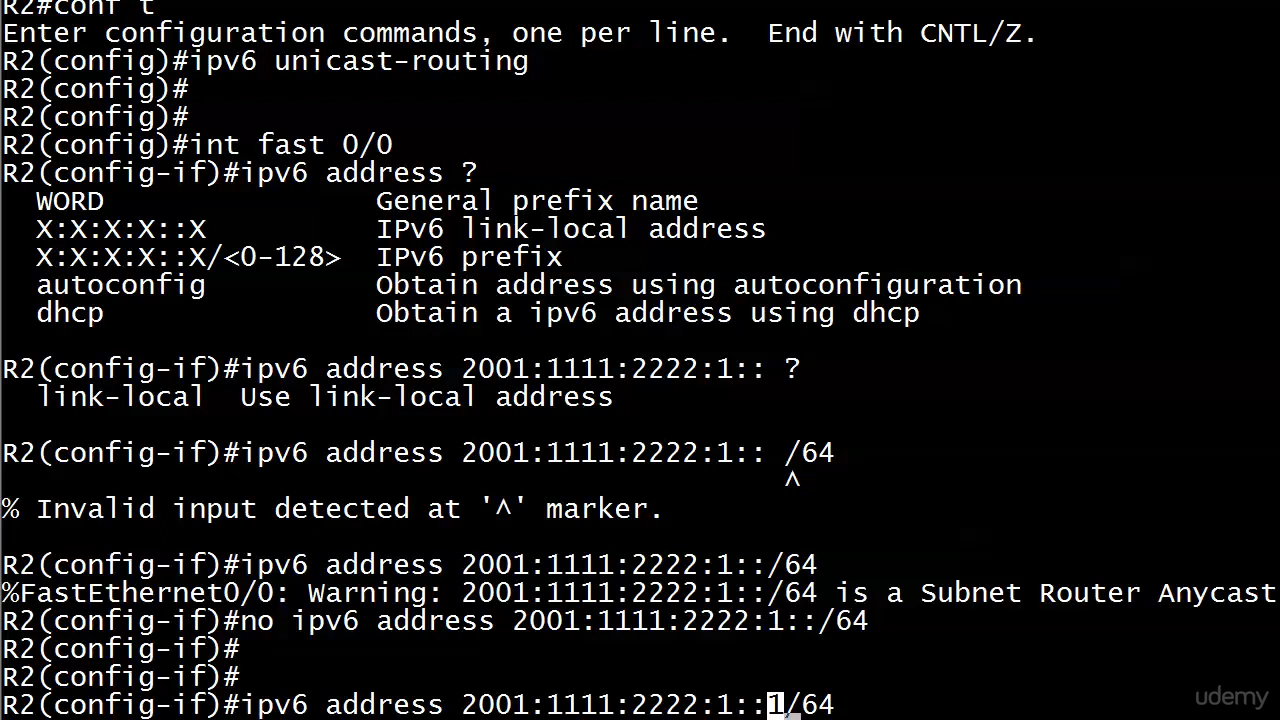 R2#conf t
Enter configuration commands, one per line.  End with CNTL/Z.
R2(config)#ipv6 unicast-routing
R2(config)#
R2(config)#
R2(config)#int fast 0/0
R2(config-if)#ipv6 address ?
  WORD                General prefix name
  X:X:X:X::X          IPv6 link-local address
  X:X:X:X::X/<0-128>  IPv6 prefix
  autoconfig          Obtain address using autoconfiguration
  dhcp                Obtain a ipv6 address using dhcp
R2(config-if)#ipv6 address 2001:1111:2222:1:: ?
  link-local  Use link-local address
R2(config-if)#ipv6 address 2001:1111:2222:1:: /64
                                              ^
% Invalid input detected at '^' marker.
R2(config-if)#ipv6 address 2001:1111:2222:1::/64
%FastEthernet0/0: Warning: 2001:1111:2222:1::/64 is a Subnet Router Anycast
R2(config-if)#no ipv6 address 2001:1111:2222:1::/64
R2(config-if)#
R2(config-if)#
R2(config-if)#ipv6 address 2001:1111:2222:1::1/64
udemy